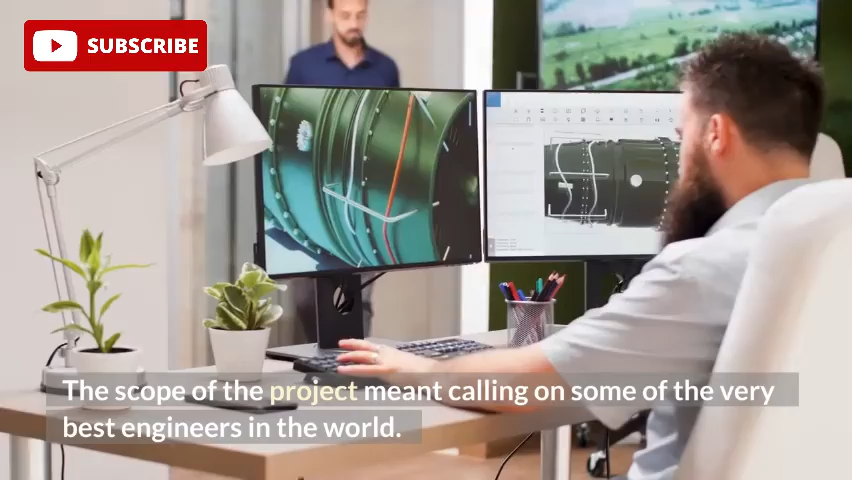 SUBSCRIBE
The scope of the project meant calling on some of the very
best engineers in the world.